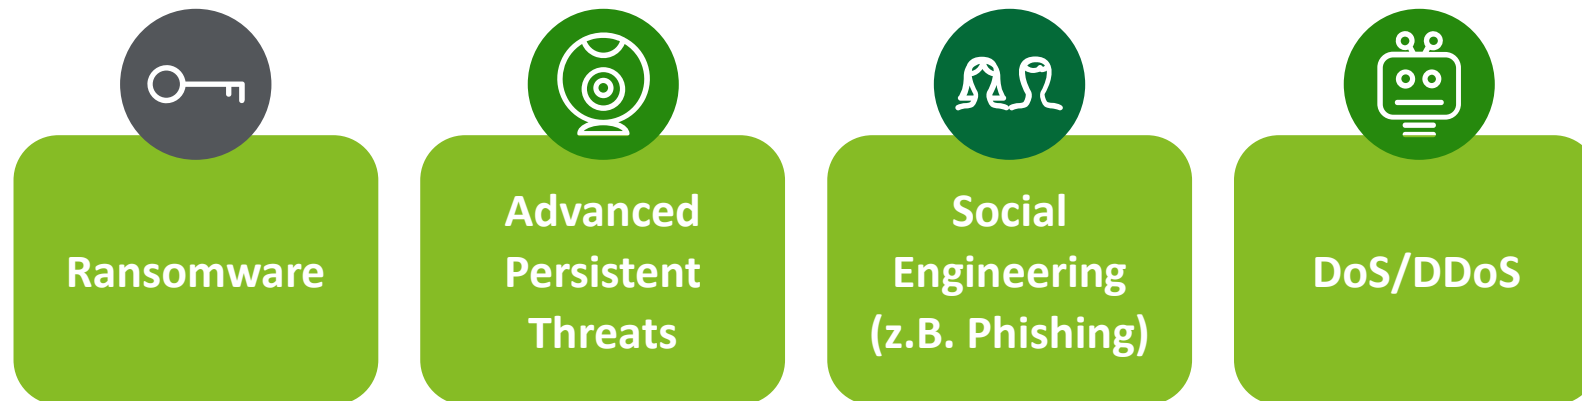 Ransomware
Advanced
Persistent
Threats
Social
Engineering
(z.B. Phishing)
DoS/DDoS